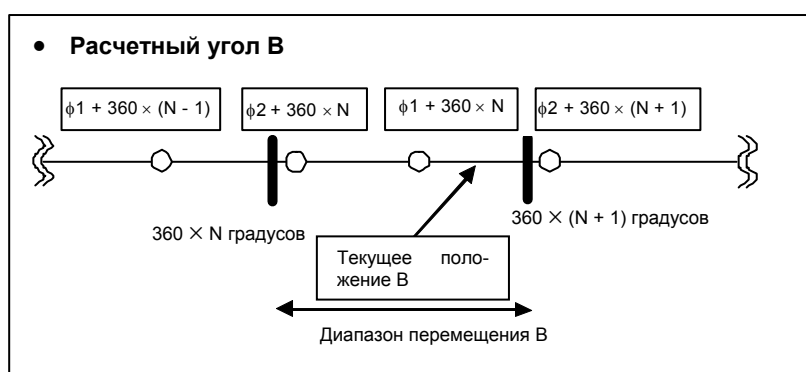 • Расчетный угол B
ϕ1 + 360 × (N - 1)
ϕ2 + 360 × N
ϕ1 + 360 × N
ϕ2 + 360 × (N + 1)
360 × N градусов
360 × (N + 1) градусов
Текущее поло-
жение B
Диапазон перемещения B